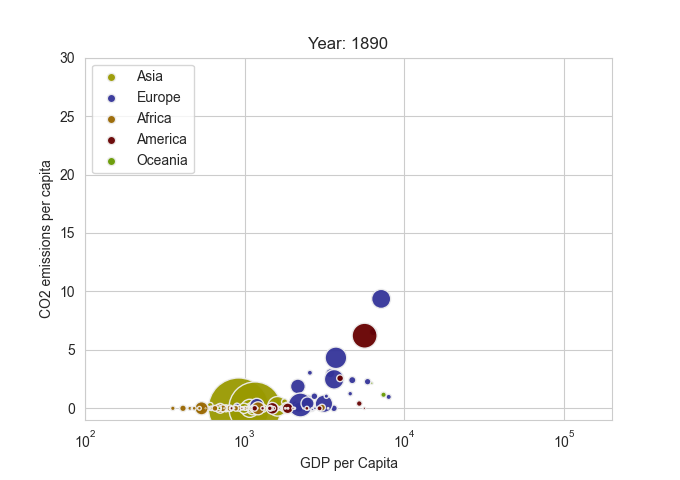 Year: 1890
30
25
20
15
10
5
0
CO2 emissions per capita
Asia
Europe
Africa
America
Oceania
10²
10³
10⁴
10⁵
GDP per Capita